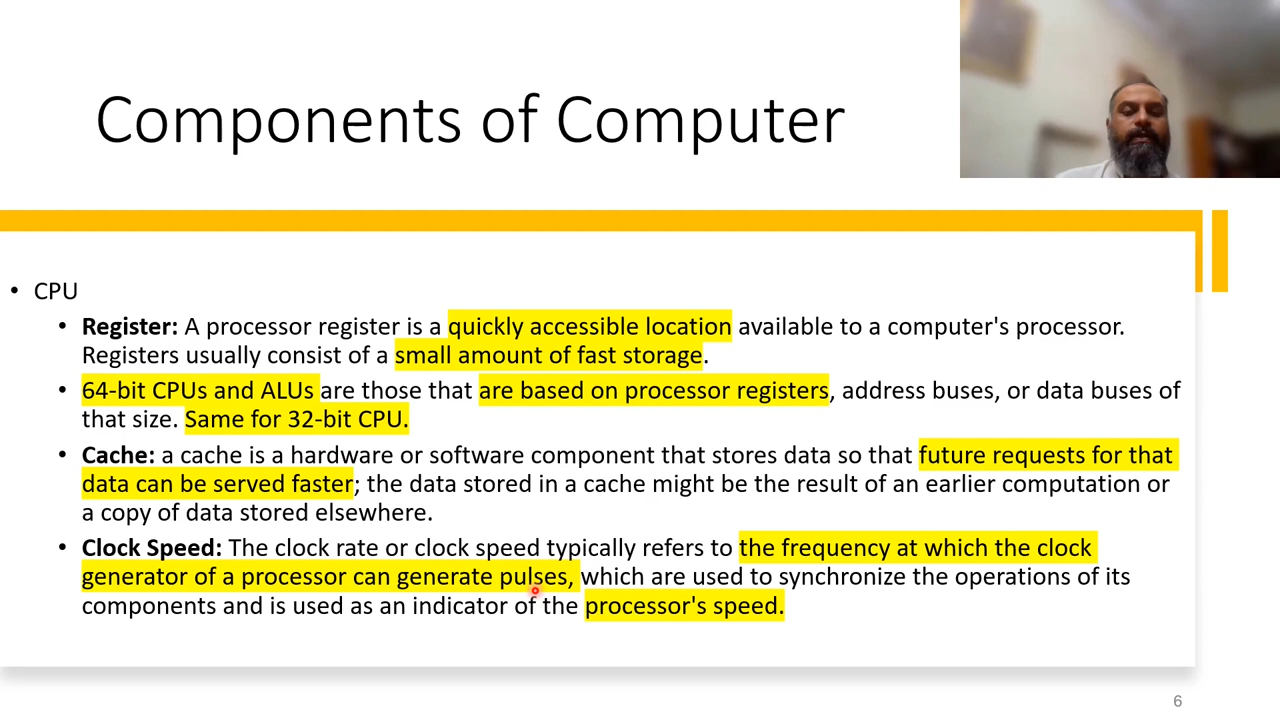 Components of Computer
• CPU
• Register: A processor register is a quickly accessible location available to a computer's processor.
Registers usually consist of a small amount of fast storage.
• 64-bit CPUs and ALUs are those that are based on processor registers, address buses, or data buses of
that size. Same for 32-bit CPU.
• Cache: a cache is a hardware or software component that stores data so that future requests for that
data can be served faster; the data stored in a cache might be the result of an earlier computation or
a copy of data stored elsewhere.
• Clock Speed: The clock rate or clock speed typically refers to the frequency at which the clock
generator of a processor can generate pulses, which are used to synchronize the operations of its
components and is used as an indicator of the processor's speed.
6